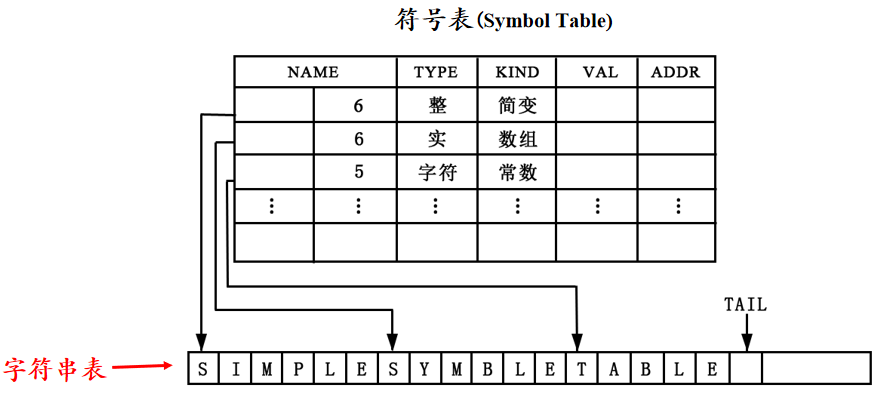 符号表(Symbol Table)
NAME TYPE KIND VAL ADDR
6 整 简变
6 实 数组
5 字符 常数
⋮ ⋮ ⋮ ⋮ ⋮ ⋮
TAIL
字符串表 S I M P L E S Y M B L E T A B L E